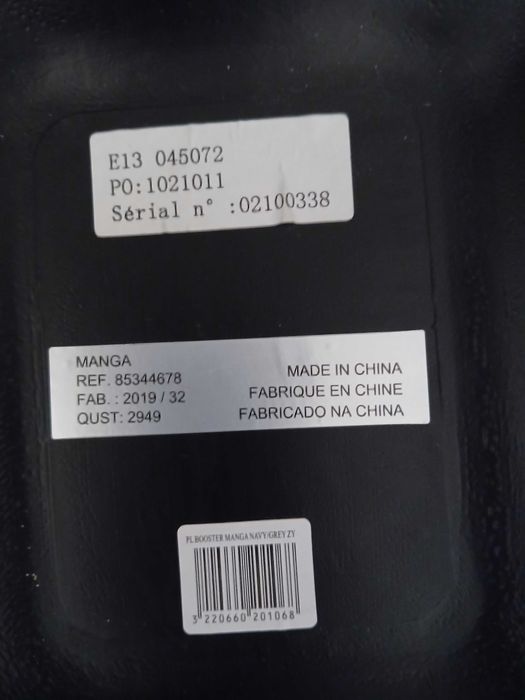 E13 045072
PO:1021011
Sérial n° :02100338
MANGA
REF. 85344678
FAB. : 2019 / 32
QUST: 2949
MADE IN CHINA
FABRIQUE EN CHINE
FABRICADO NA CHINA
PL BOOSTER MANGA NAVY/GREY ZY
3 220660 201068